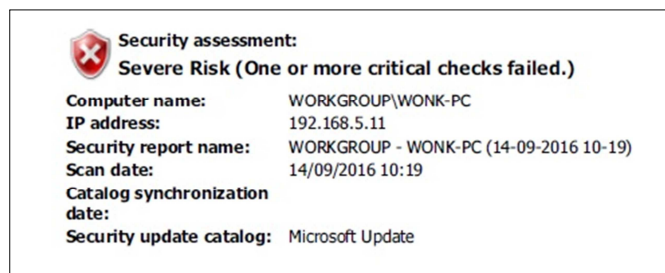 Security assessment:
Severe Risk (One or more critical checks failed.)
Computer name: WORKGROUP\WONK-PC
IP address: 192.168.5.11
Security report name: WORKGROUP - WONK-PC (14-09-2016 10-19)
Scan date: 14/09/2016 10:19
Catalog synchronization
date:
Security update catalog: Microsoft Update